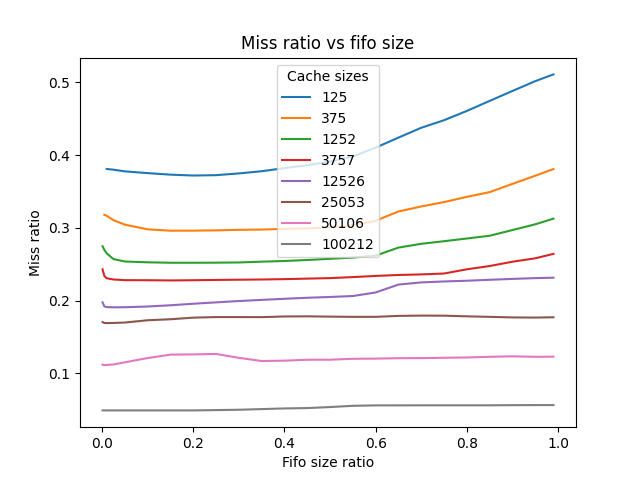 Miss ratio vs fifo size
Cache sizes
125
375
1252
3757
12526
25053
50106
100212
0.5
0.4
0.3
0.2
0.1
Miss ratio
0.0 0.2 0.4 0.6 0.8 1.0
Fifo size ratio